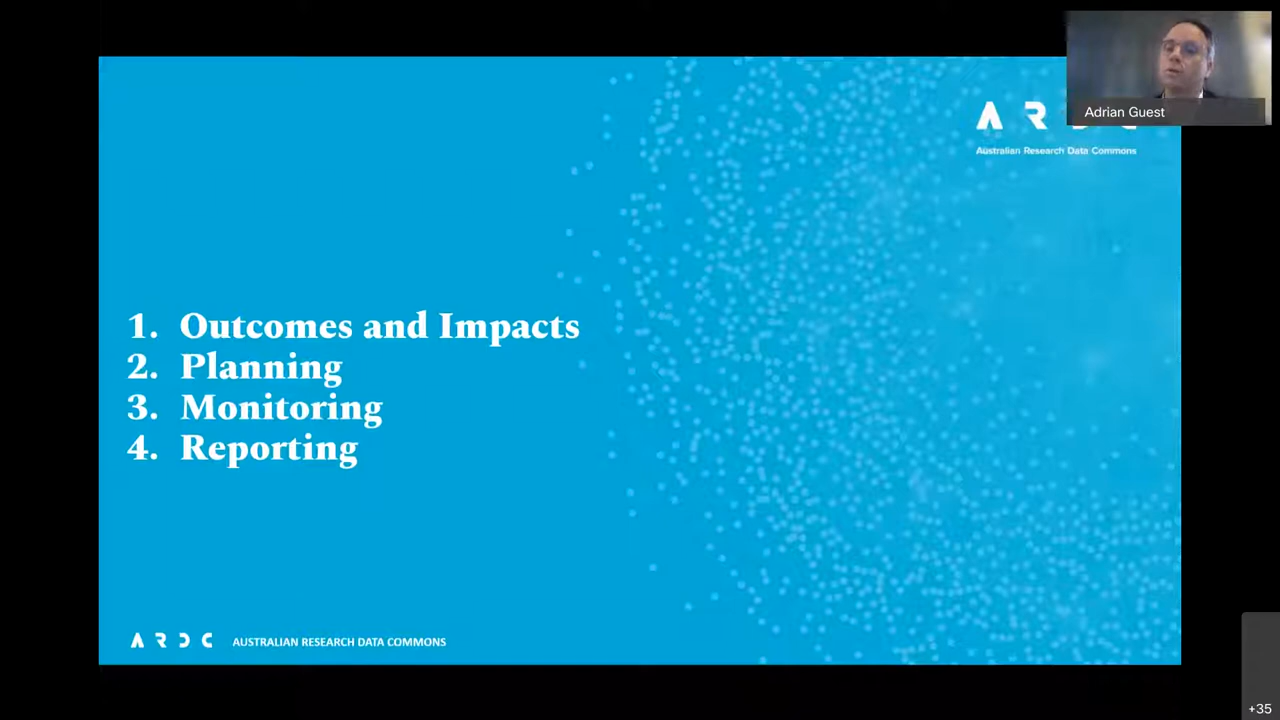 Adrian Guest
A R D C
Australian Research Data Commons
1. Outcomes and Impacts
2. Planning
3. Monitoring
4. Reporting
A R D C AUSTRALIAN RESEARCH DATA COMMONS
+35